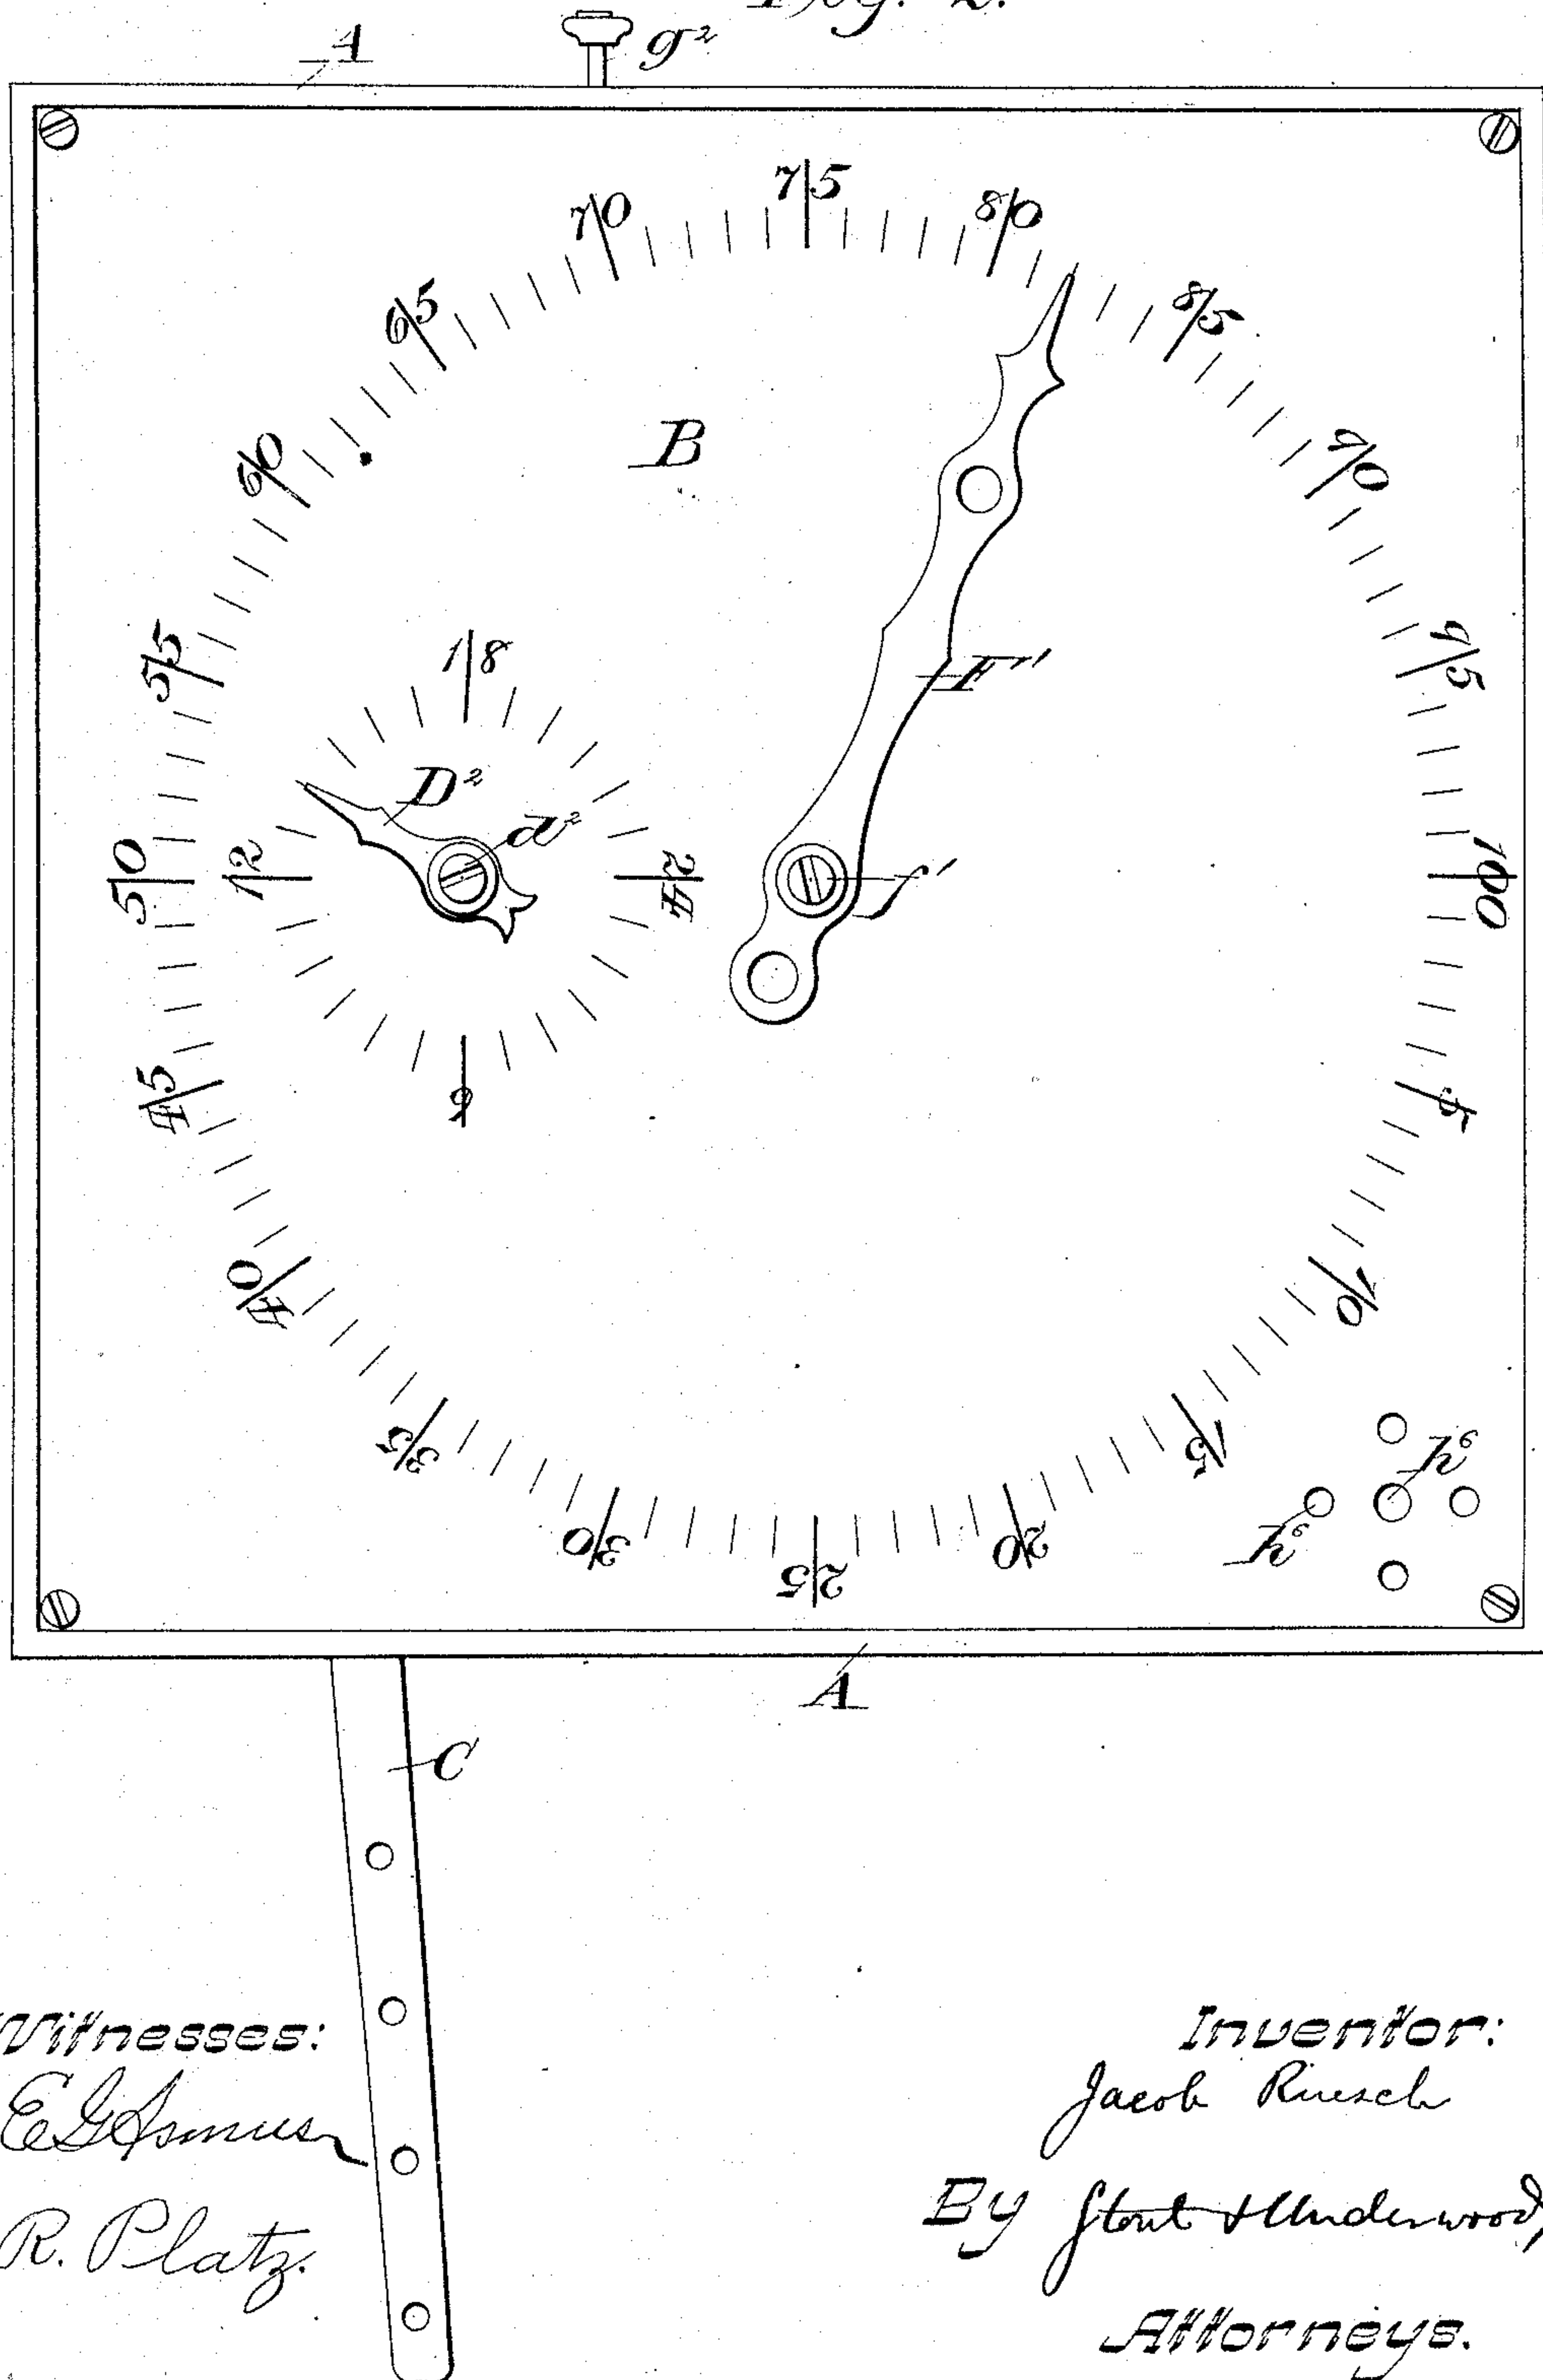 Fig. 2.
A
g²
75
70
80
65
85
B
60
90
55
18
95
F'
D²
d²
50
12
24
f'
100
45
6
5
40
10
35
15
h⁶
30
20
h⁶
25
A
C
Witnesses:
Inventor:
E G Asmus
Jacob Ruesch
R. Platz.
By Stout & Underwood,
Attorneys.